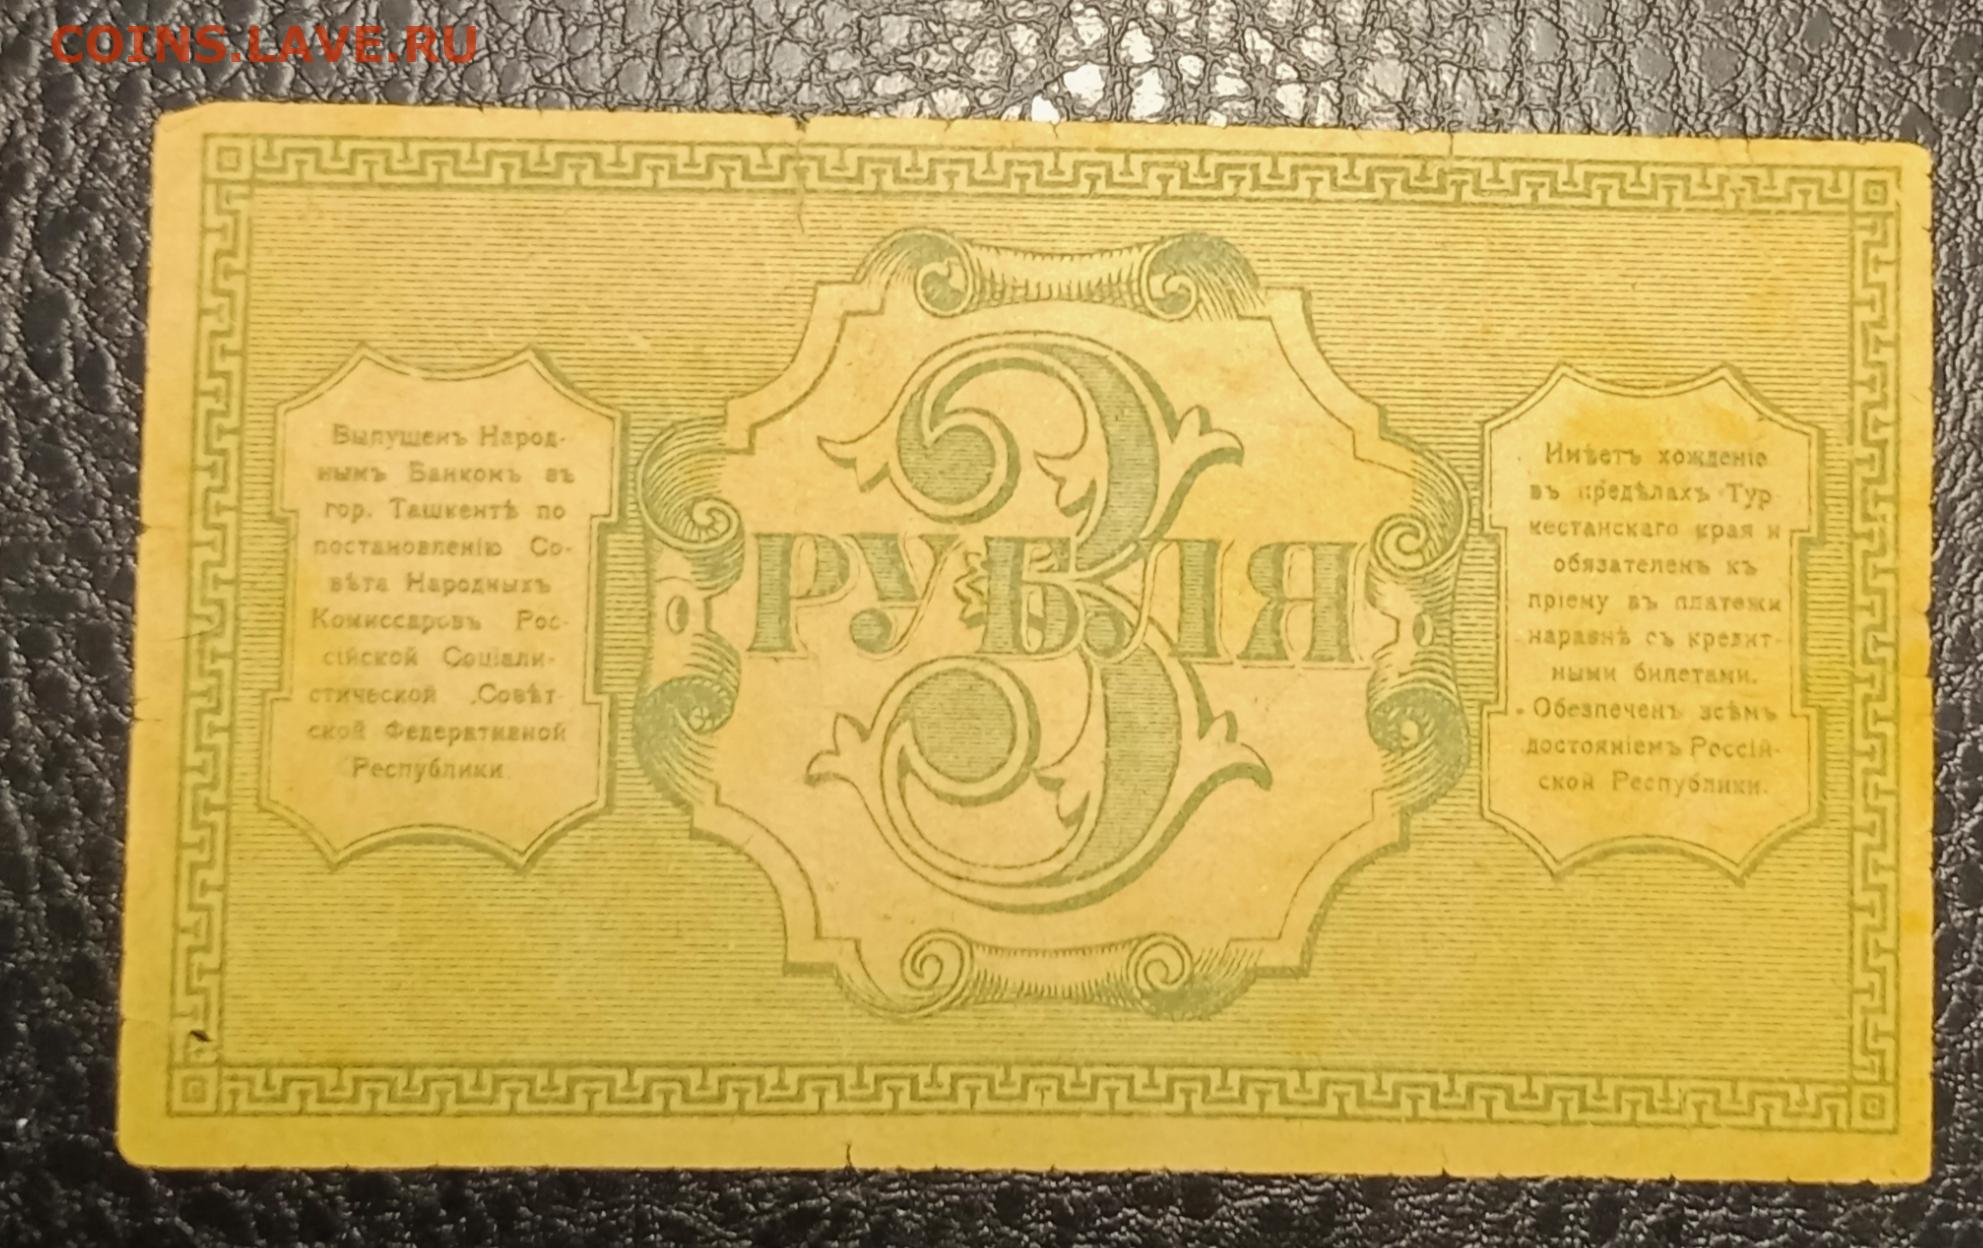 COINS.LAVE.RU
Выпущенъ Народ-
нымъ Банкомъ въ
гор. Ташкентѣ по
постановленію Со-
вѣта Народныхъ
Комиссаровъ Рос-
сійской Соціали-
стической Совѣт-
ской Федеративной
Республики
3
РУБЛЯ
Имѣетъ хожденіе
въ предѣлахъ Тур
кестанскаго края и
обязателенъ къ
пріему въ платежи
наравнѣ съ кредит-
ными билетами.
Обезпеченъ всѣмъ
достояніемъ Россій-
ской Республики.